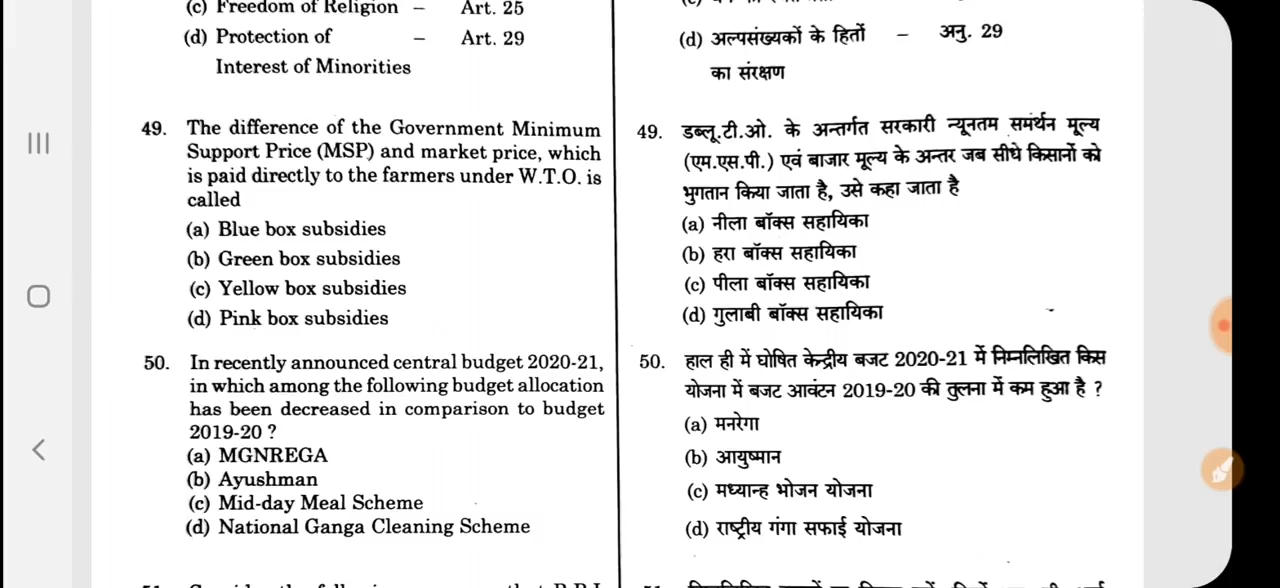 (c) Freedom of Religion – Art. 25
(d) Protection of – Art. 29
Interest of Minorities
49. The difference of the Government Minimum
Support Price (MSP) and market price, which
is paid directly to the farmers under W.T.O. is
called
(a) Blue box subsidies
(b) Green box subsidies
(c) Yellow box subsidies
(d) Pink box subsidies
50. In recently announced central budget 2020-21,
in which among the following budget allocation
has been decreased in comparison to budget
2019-20 ?
(a) MGNREGA
(b) Ayushman
(c) Mid-day Meal Scheme
(d) National Ganga Cleaning Scheme
(d) अल्पसंख्यकों के हितों – अनु. 29
का संरक्षण
49. डब्लू.टी.ओ. के अन्तर्गत सरकारी न्यूनतम समर्थन मूल्य
(एम.एस.पी.) एवं बाजार मूल्य के अन्तर जब सीधे किसानों को
भुगतान किया जाता है, उसे कहा जाता है
(a) नीला बॉक्स सहायिका
(b) हरा बॉक्स सहायिका
(c) पीला बॉक्स सहायिका
(d) गुलाबी बॉक्स सहायिका
50. हाल ही में घोषित केन्द्रीय बजट 2020-21 में निम्नलिखित किस
योजना में बजट आवंटन 2019-20 की तुलना में कम हुआ है ?
(a) मनरेगा
(b) आयुष्मान
(c) मध्यान्ह भोजन योजना
(d) राष्ट्रीय गंगा सफाई योजना